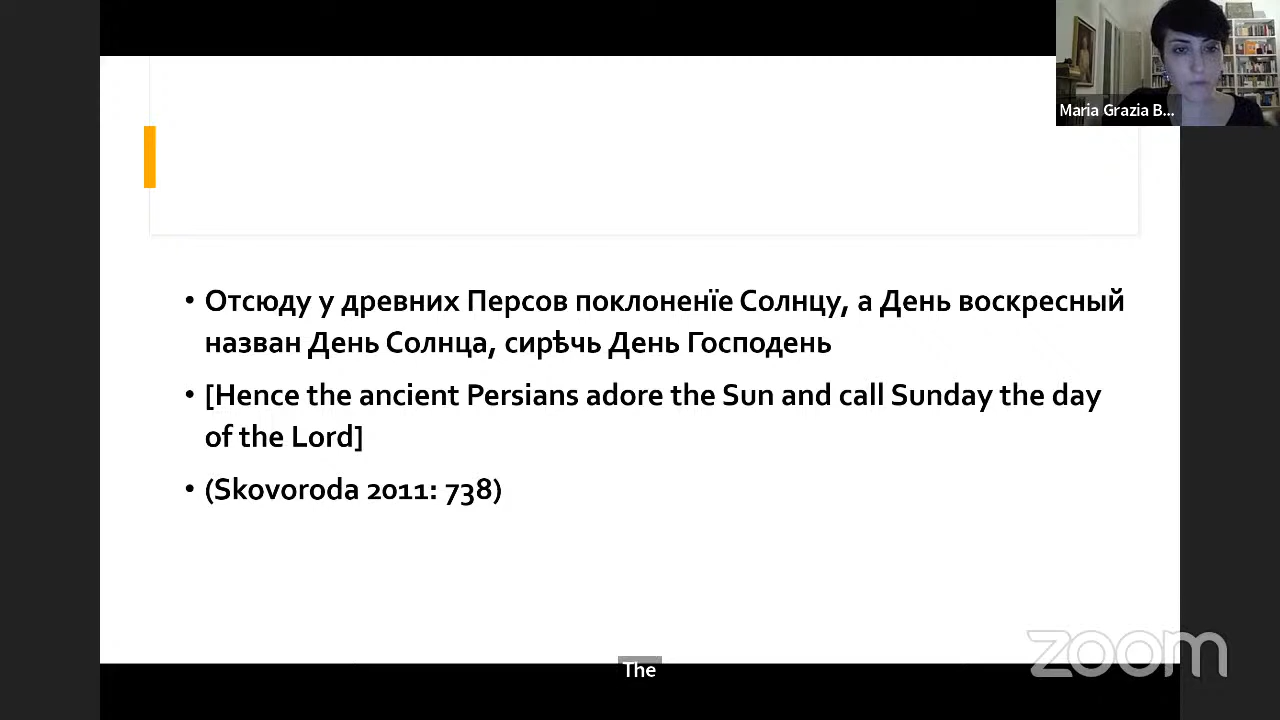 Maria Grazia B...
• Отсюду у древних Персов поклоненїе Солнцу, а День воскресный
назван День Солнца, сирѣчь День Господень
• [Hence the ancient Persians adore the Sun and call Sunday the day
of the Lord]
• (Skovoroda 2011: 738)
zoom
The